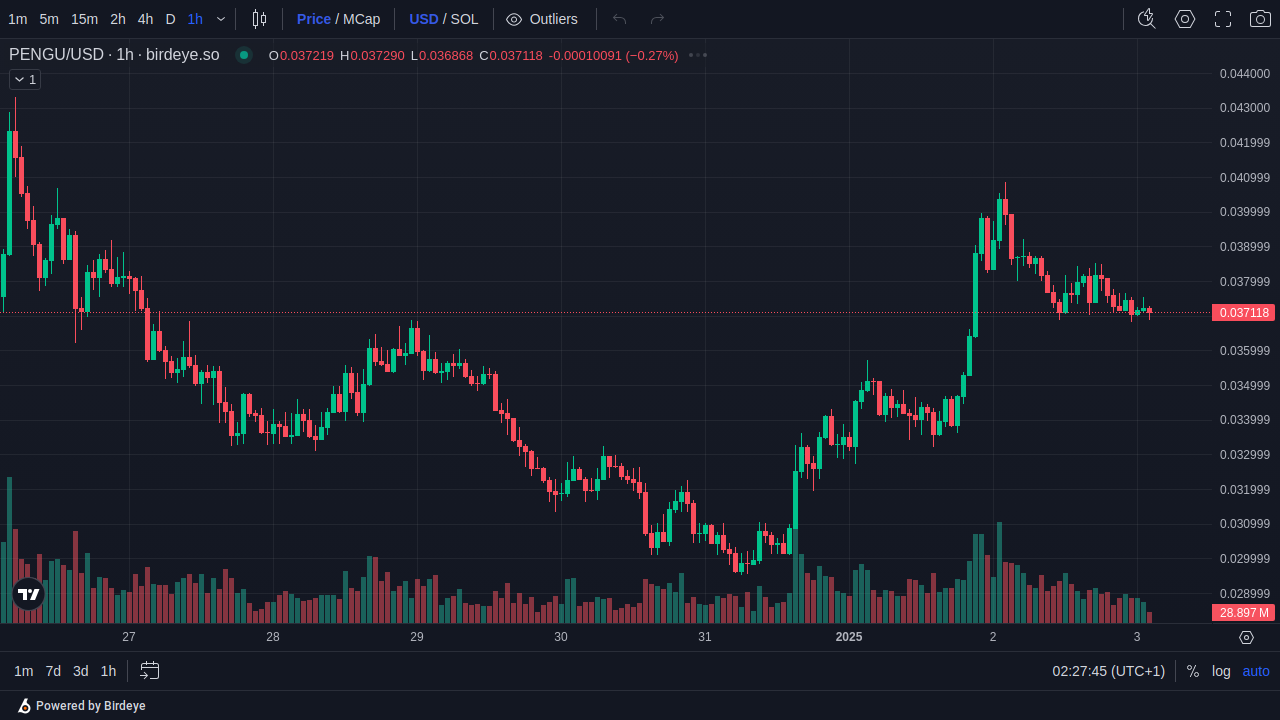 1m 5m 15m 2h 4h D 1h Price / MCap USD / SOL Outliers
PENGU/USD · 1h · birdeye.so O0.037219 H0.037290 L0.036868 C0.037118 -0.00010091 (−0.27%)
1
0.044000
0.043000
0.041999
0.040999
0.039999
0.038999
0.037999
0.037118
0.035999
0.034999
0.033999
0.032999
0.031999
0.030999
0.029999
0.028999
28.897 M
27 28 29 30 31 2025 2 3
1m 7d 3d 1h 02:27:45 (UTC+1) % log auto
Powered by Birdeye